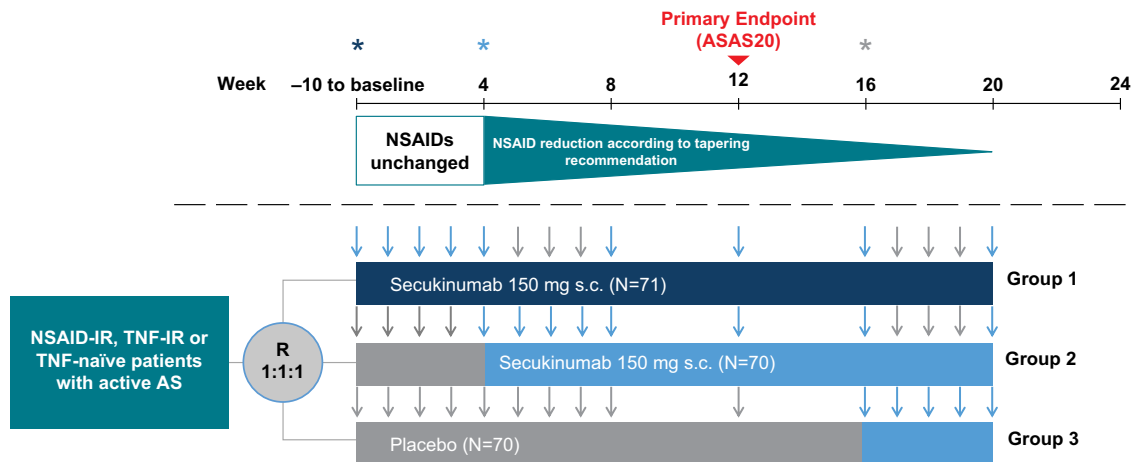 Primary Endpoint
(ASAS20)
* * *
Week –10 to baseline 4 8 12 16 20 24
NSAIDs
unchanged
NSAID reduction according to tapering
recommendation
Secukinumab 150 mg s.c. (N=71)
Group 1
NSAID-IR, TNF-IR or
TNF-naïve patients
with active AS
R
1:1:1
Secukinumab 150 mg s.c. (N=70)
Group 2
Placebo (N=70)
Group 3